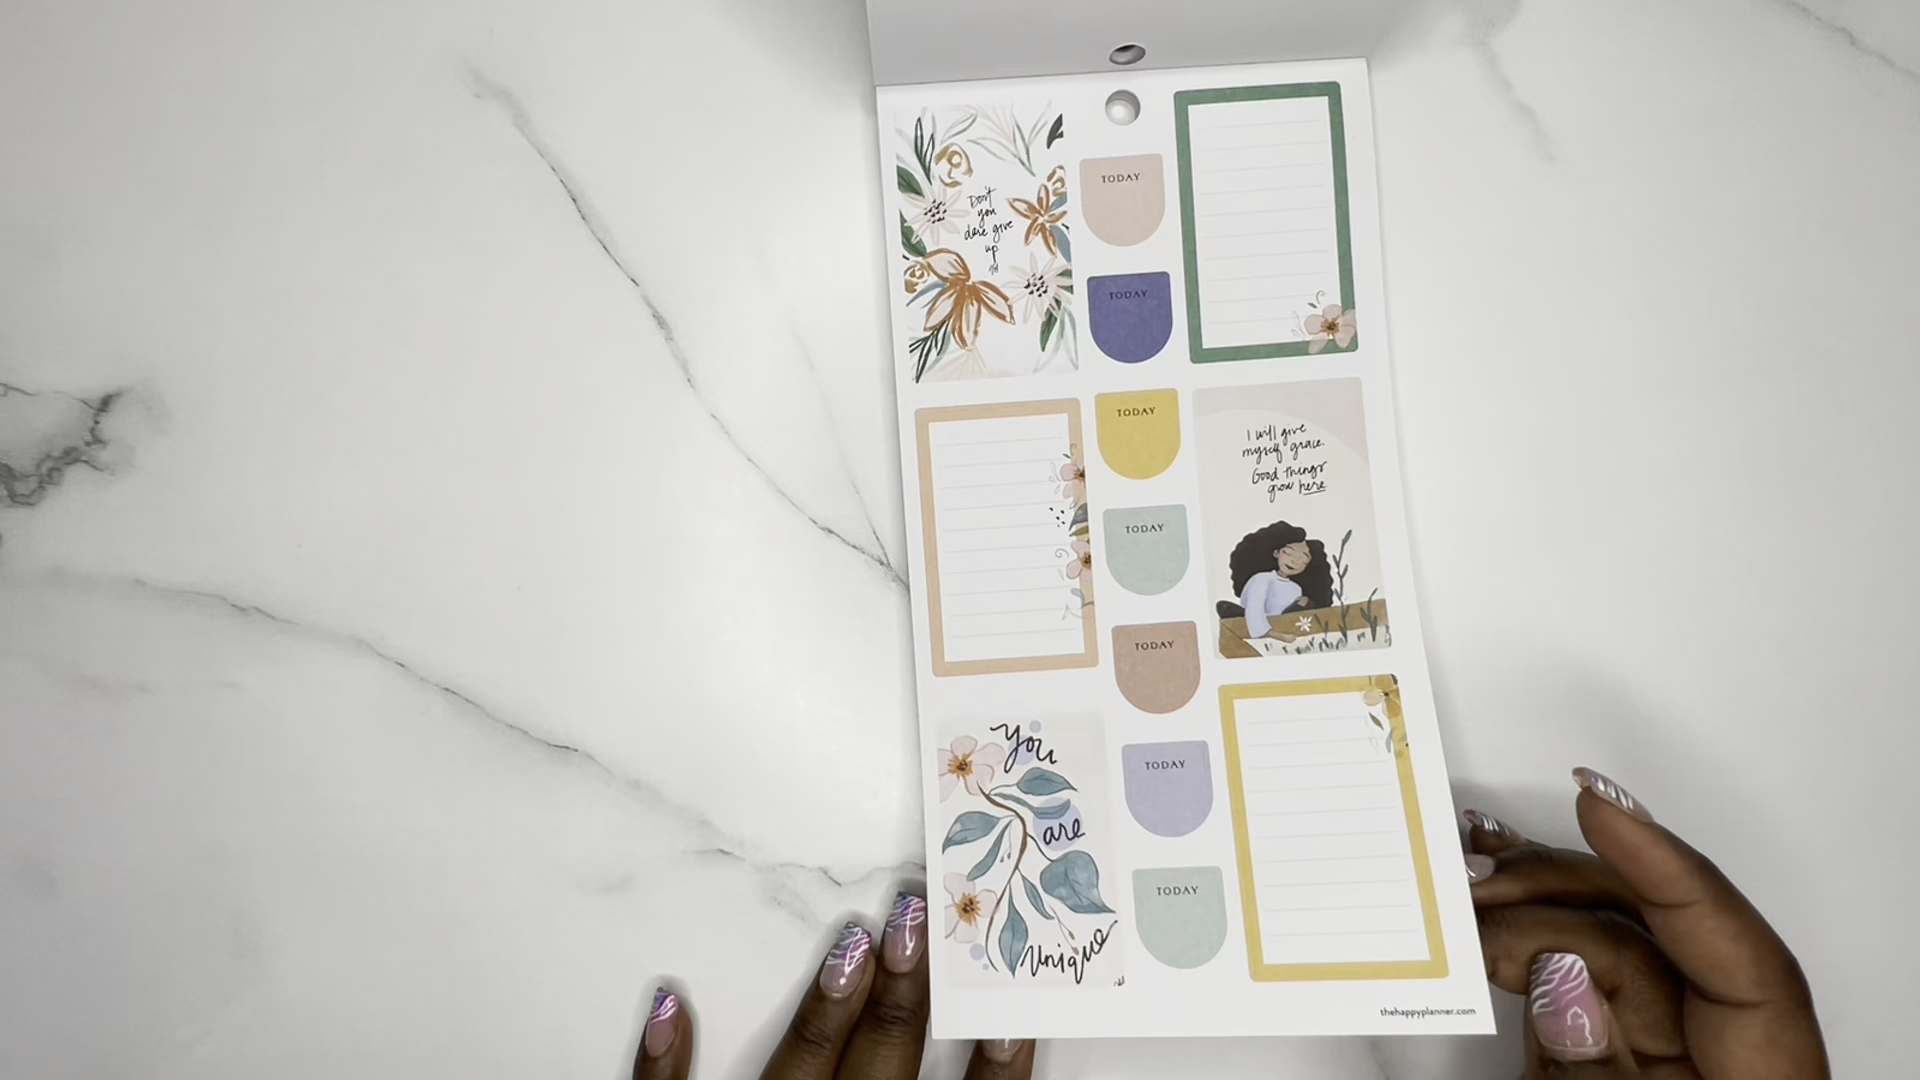 Don't
you
dare give
up.
TODAY
TODAY
TODAY
I will give
myself grace.
Good things
grow here
TODAY
TODAY
You
are
Unique
TODAY
TODAY
thehappyplanner.com